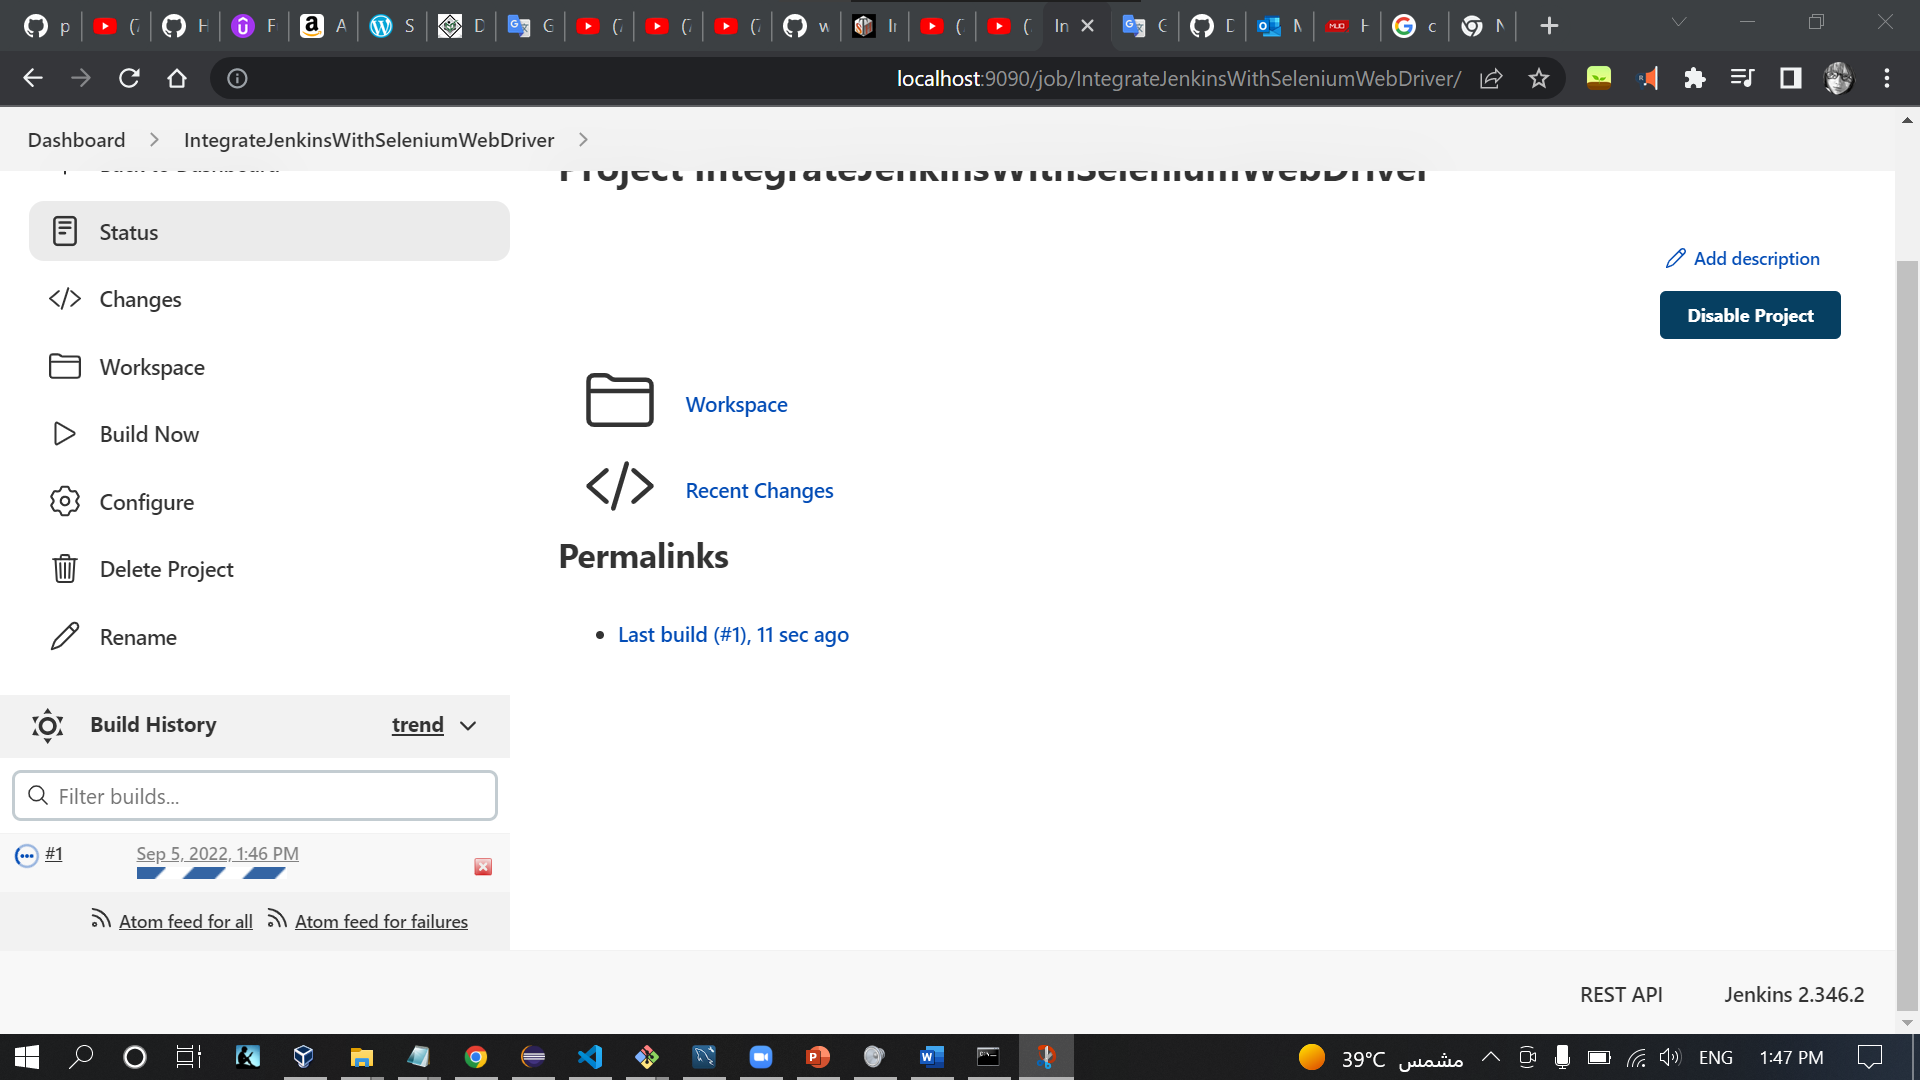 localhost:9090/job/IntegrateJenkinsWithSeleniumWebDriver/
Dashboard
IntegrateJenkinsWithSeleniumWebDriver
Back to Dashboard
Project IntegrateJenkinsWithSeleniumWebDriver
Status
Changes
Workspace
Build Now
Configure
Delete Project
Rename
Add description
Disable Project
Workspace
Recent Changes
Permalinks
Last build (#1), 11 sec ago
Build History
trend
Filter builds...
#1
Sep 5, 2022, 1:46 PM
Atom feed for all
Atom feed for failures
REST API
Jenkins 2.346.2
39°C مشمس
ENG
1:47 PM